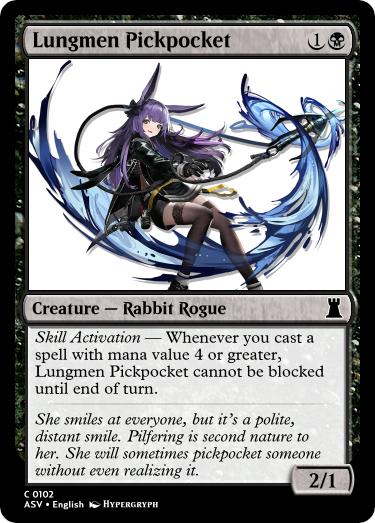 Lungmen Pickpocket 1
Creature — Rabbit Rogue
Skill Activation — Whenever you cast a
spell with mana value 4 or greater,
Lungmen Pickpocket cannot be blocked
until end of turn.
She smiles at everyone, but it's a polite,
distant smile. Pilfering is second nature to
her. She will sometimes pickpocket someone
without even realizing it.
2/1
C 0102
ASV • English HYPERGRYPH